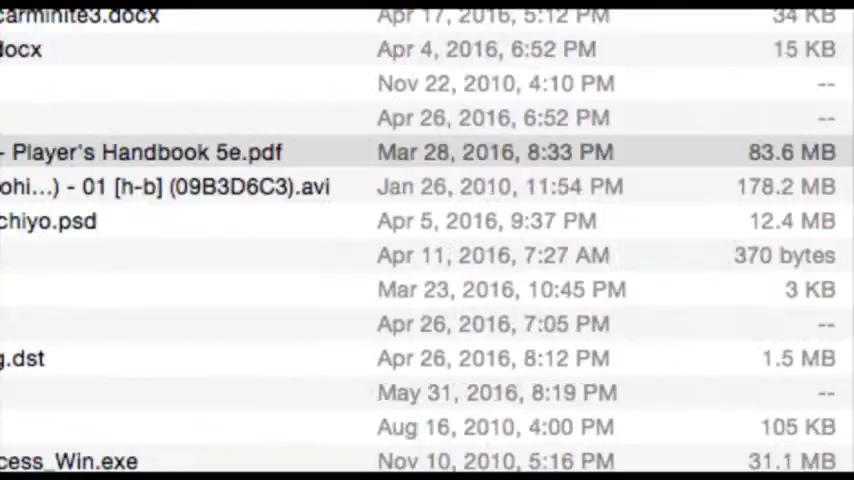 carminite3.docx Apr 17, 2016, 5:12 PM 34 KB
docx Apr 4, 2016, 6:52 PM 15 KB
Nov 22, 2010, 4:10 PM --
Apr 26, 2016, 6:52 PM --
- Player's Handbook 5e.pdf Mar 28, 2016, 8:33 PM 83.6 MB
ohi...) - 01 [h-b] (09B3D6C3).avi Jan 26, 2010, 11:54 PM 178.2 MB
chiyo.psd Apr 5, 2016, 9:37 PM 12.4 MB
Apr 11, 2016, 7:27 AM 370 bytes
Mar 23, 2016, 10:45 PM 3 KB
Apr 26, 2016, 7:05 PM --
g.dst Apr 26, 2016, 8:12 PM 1.5 MB
May 31, 2016, 8:19 PM --
Aug 16, 2010, 4:00 PM 105 KB
cess_Win.exe Nov 10, 2010, 5:16 PM 31.1 MB